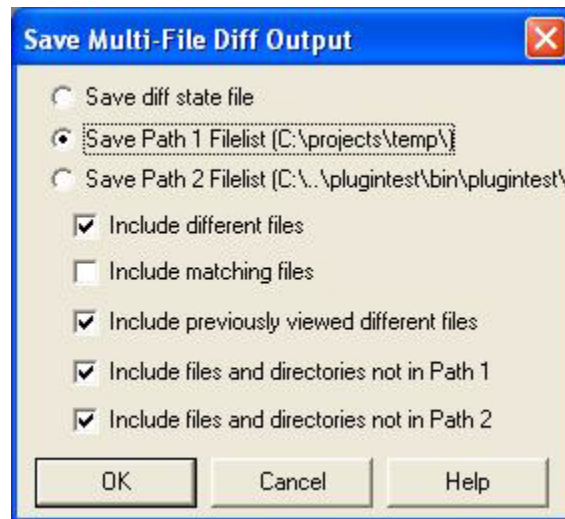 Save Multi-File Diff Output
Save diff state file
Save Path 1 Filelist (C:\projects\temp\)
Save Path 2 Filelist (C:\..\plugintest\bin\plugintest\
Include different files
Include matching files
Include previously viewed different files
Include files and directories not in Path 1
Include files and directories not in Path 2
OK Cancel Help